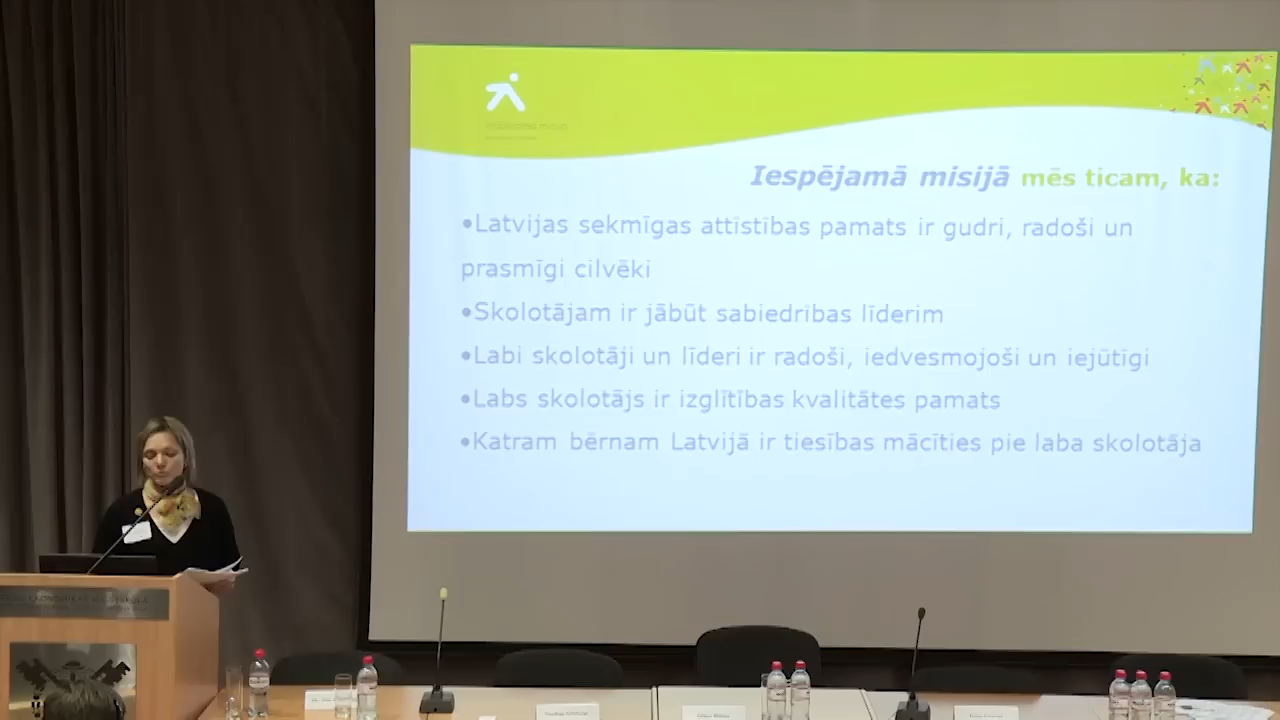 Iespējamā misijā mēs ticam, ka:
•Latvijas sekmīgas attīstības pamats ir gudri, radoši un
prasmīgi cilvēki
•Skolotājam ir jābūt sabiedrības līderim
•Labi skolotāji un līderi ir radoši, iedvesmojoši un iejūtīgi
•Labs skolotājs ir izglītības kvalitātes pamats
•Katram bērnam Latvijā ir tiesības mācīties pie laba skolotāja